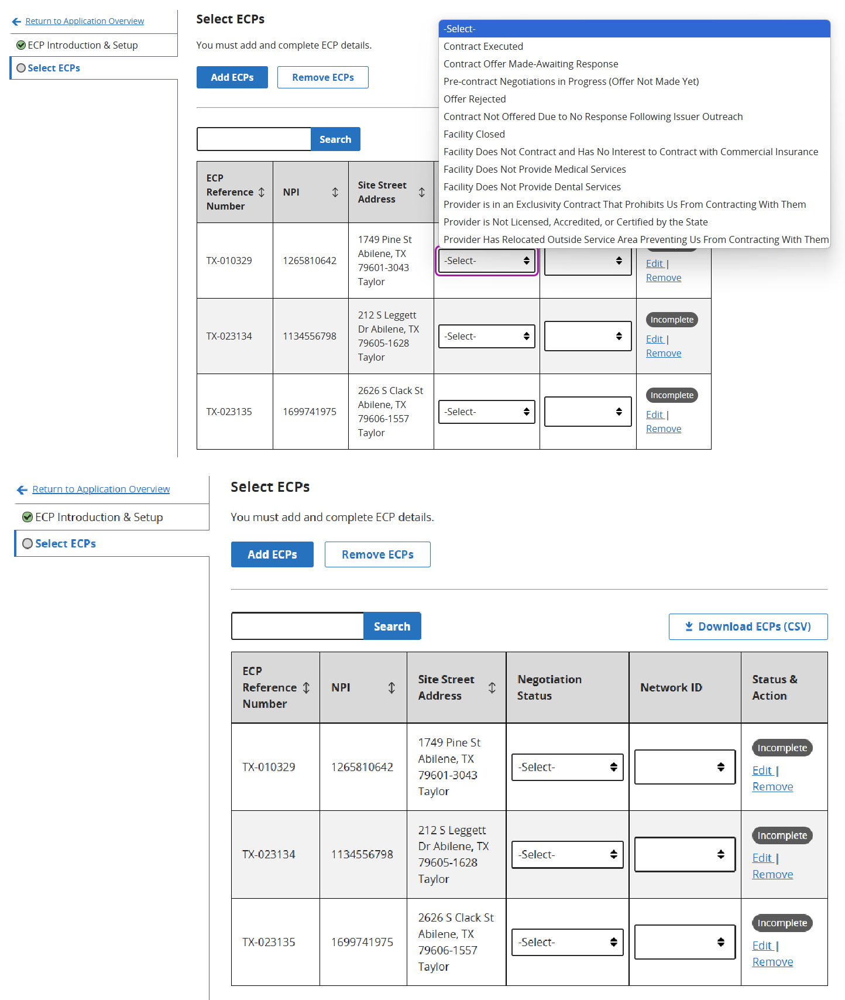 Return to Application Overview
ECP Introduction & Setup
Select ECPs
Select ECPs
You must add and complete ECP details.
Add ECPs
Remove ECPs
Search
-Select-
Contract Executed
Contract Offer Made-Awaiting Response
Pre-contract Negotiations in Progress (Offer Not Made Yet)
Offer Rejected
Contract Not Offered Due to No Response Following Issuer Outreach
Facility Closed
Facility Does Not Contract and Has No Interest to Contract with Commercial Insurance
Facility Does Not Provide Medical Services
Facility Does Not Provide Dental Services
Provider is in an Exclusivity Contract That Prohibits Us From Contracting With Them
Provider is Not Licensed, Accredited, or Certified by the State
Provider Has Relocated Outside Service Area Preventing Us From Contracting With Them
ECP
Reference
Number
NPI
Site Street
Address
TX-010329
1265810642
1749 Pine St
Abilene, TX
79601-3043
Taylor
-Select-
Edit |
Remove
TX-023134
1134556798
212 S Leggett
Dr Abilene, TX
79605-1628
Taylor
-Select-
Incomplete
Edit |
Remove
TX-023135
1699741975
2626 S Clack St
Abilene, TX
79606-1557
Taylor
-Select-
Incomplete
Edit |
Remove
Return to Application Overview
ECP Introduction & Setup
Select ECPs
Select ECPs
You must add and complete ECP details.
Add ECPs
Remove ECPs
Search
Download ECPs (CSV)
ECP
Reference
Number
NPI
Site Street
Address
Negotiation
Status
Network ID
Status &
Action
TX-010329
1265810642
1749 Pine St
Abilene, TX
79601-3043
Taylor
-Select-
Incomplete
Edit |
Remove
TX-023134
1134556798
212 S Leggett
Dr Abilene, TX
79605-1628
Taylor
-Select-
Incomplete
Edit |
Remove
TX-023135
1699741975
2626 S Clack St
Abilene, TX
79606-1557
Taylor
-Select-
Incomplete
Edit |
Remove